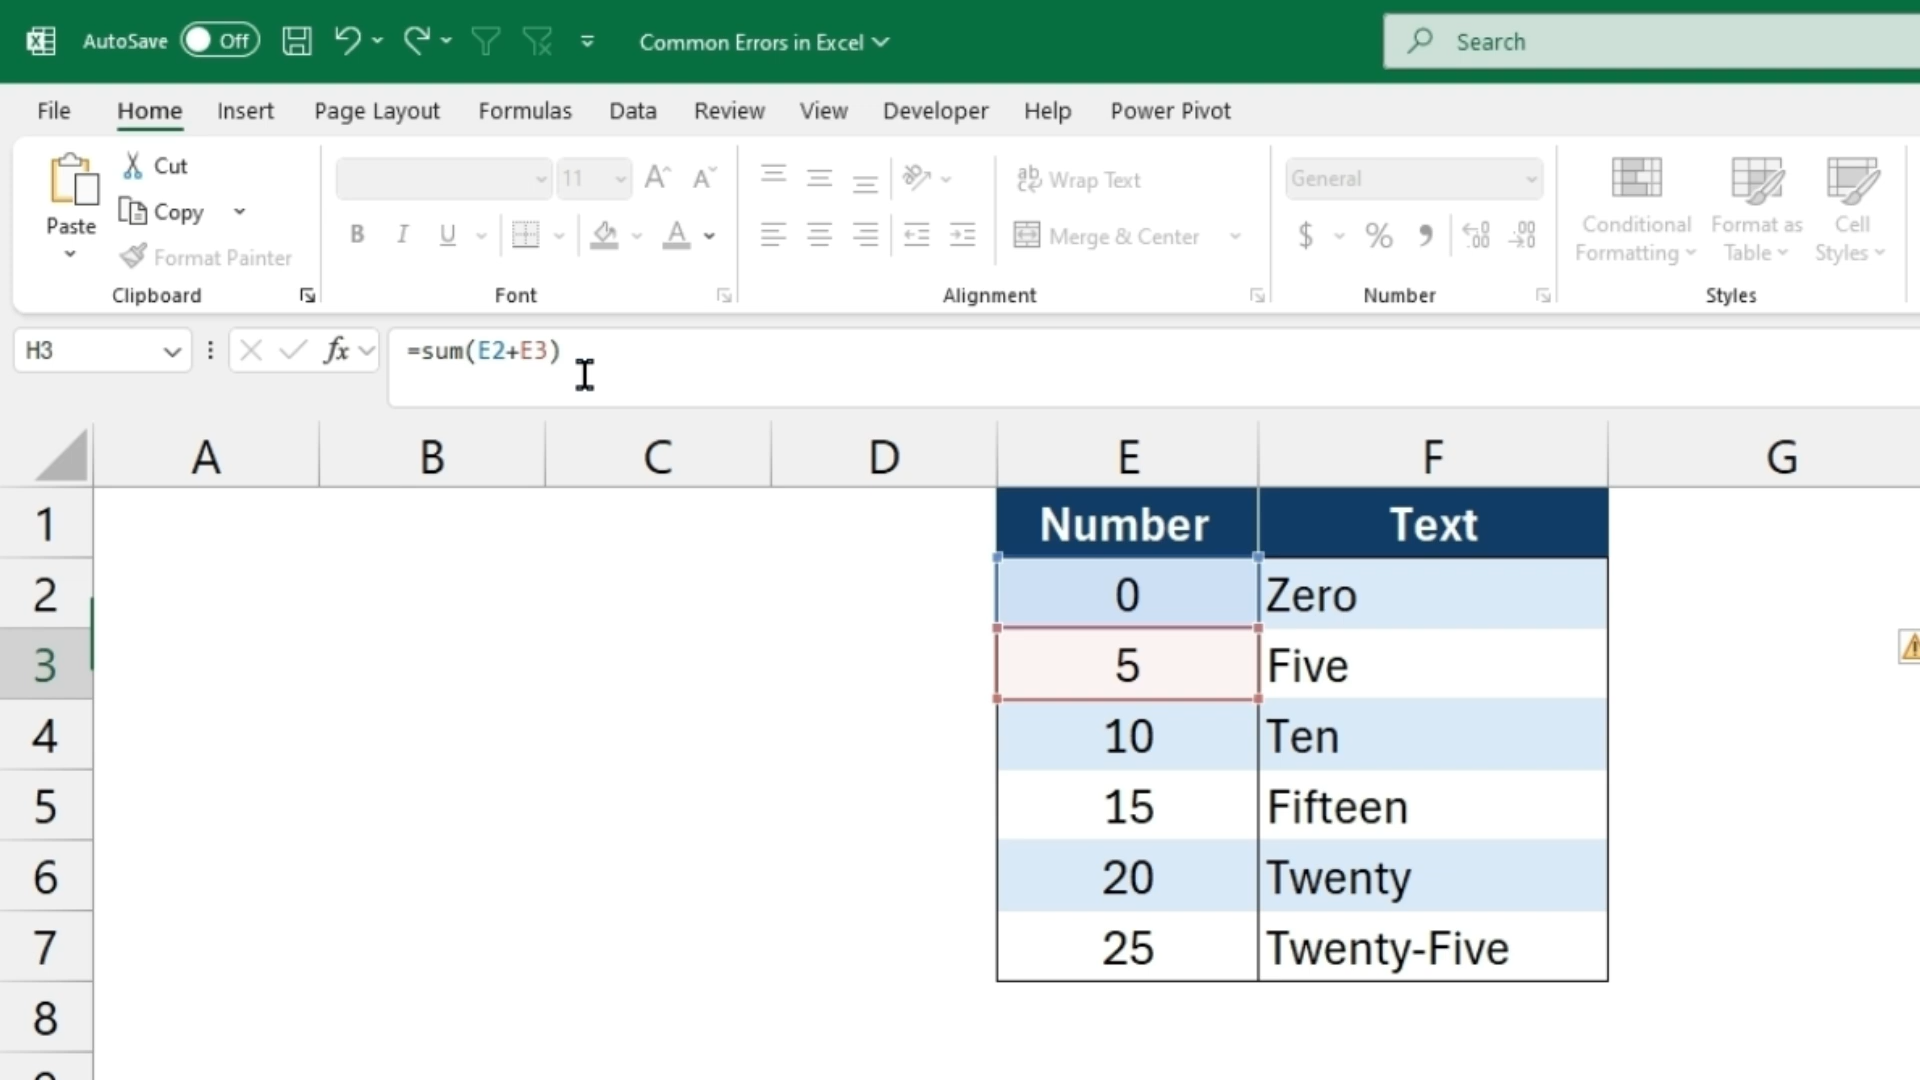 AutoSave Off Common Errors in Excel Search
File Home Insert Page Layout Formulas Data Review View Developer Help Power Pivot
Paste
Cut
Copy
Format Painter
Clipboard
11
B I U
Font
Wrap Text
Merge & Center
Alignment
General
$ % 9
Number
Conditional Formatting
Format as Table
Cell Styles
Styles
H3 fx =sum(E2+E3)
A B C D E F G
1 Number Text
2 0 Zero
3 5 Five
4 10 Ten
5 15 Fifteen
6 20 Twenty
7 25 Twenty-Five
8